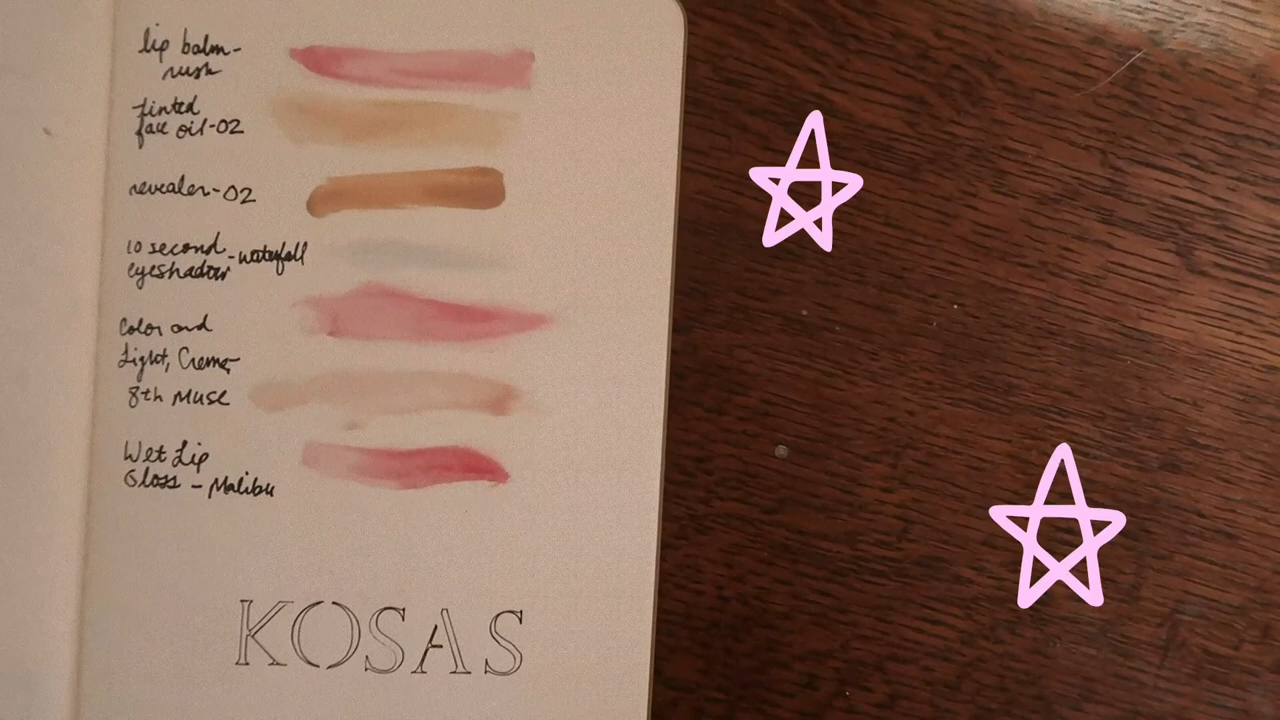 lip balm-
rush
tinted
face oil-02
revealer-02
10 second
eyeshadow-waterfall
Color and
Light, Creme-
8th Muse
Wet Lip
Gloss - Malibu
KOSAS